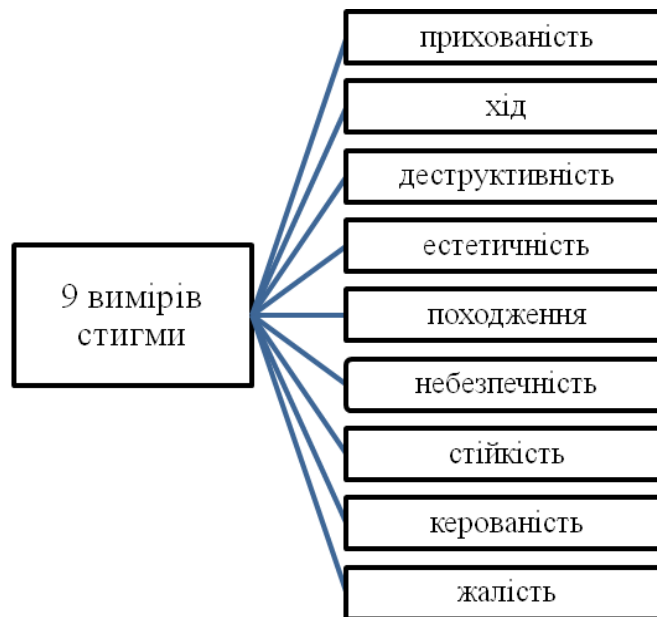 9 вимірів
стигми
прихованість
хід
деструктивність
естетичність
походження
небезпечність
стійкість
керованість
жалість